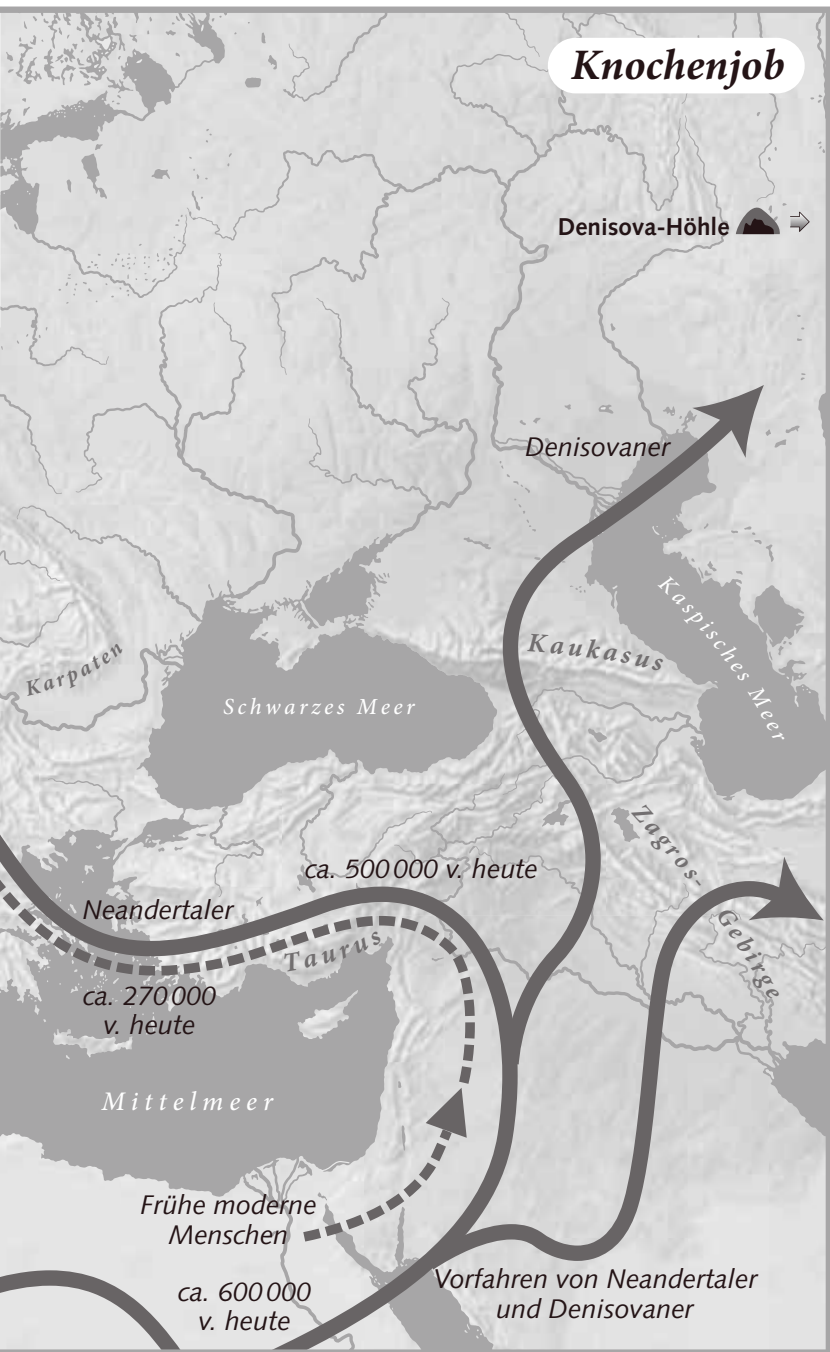 Knochenjob
Denisova-Höhle
Denisovaner
Kaspisches Meer
Kaukasus
Karpaten
Schwarzes Meer
Zagros-
Gebirge
ca. 500 000 v. heute
Neandertaler
Taurus
ca. 270 000
v. heute
Mittelmeer
Frühe moderne
Menschen
ca. 600 000
v. heute
Vorfahren von Neandertaler
und Denisovaner